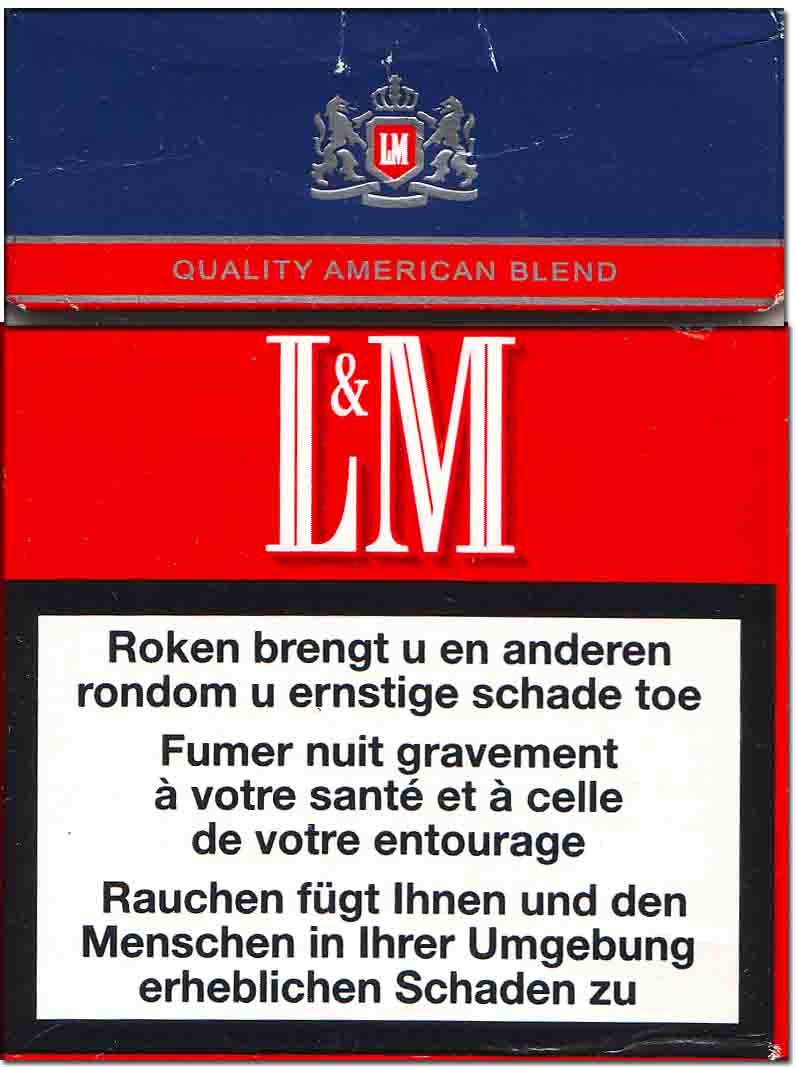 LM
QUALITY AMERICAN BLEND
L&M
Roken brengt u en anderen
rondom u ernstige schade toe
Fumer nuit gravement
à votre santé et à celle
de votre entourage
Rauchen fügt Ihnen und den
Menschen in Ihrer Umgebung
erheblichen Schaden zu